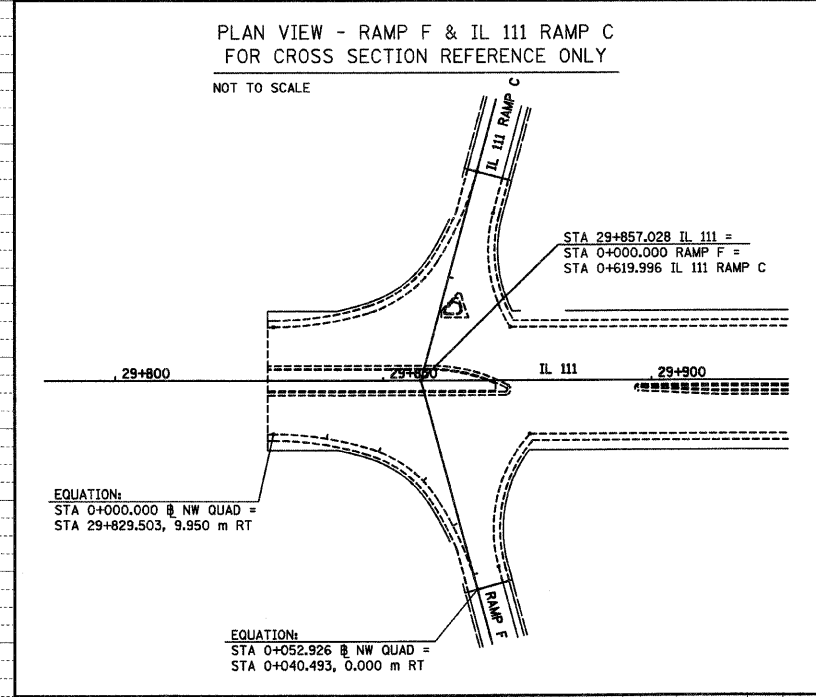 PLAN VIEW - RAMP F & IL 111 RAMP C
FOR CROSS SECTION REFERENCE ONLY
NOT TO SCALE
IL 111 RAMP C
STA 29+857.028 IL 111 =
STA 0+000.000 RAMP F =
STA 0+619.996 IL 111 RAMP C
29+800
29+850
IL 111
29+900
EQUATION:
STA 0+000.000 ℄ NW QUAD =
STA 29+829.503, 9.950 m RT
RAMP F
EQUATION:
STA 0+052.926 ℄ NW QUAD =
STA 0+040.493, 0.000 m RT